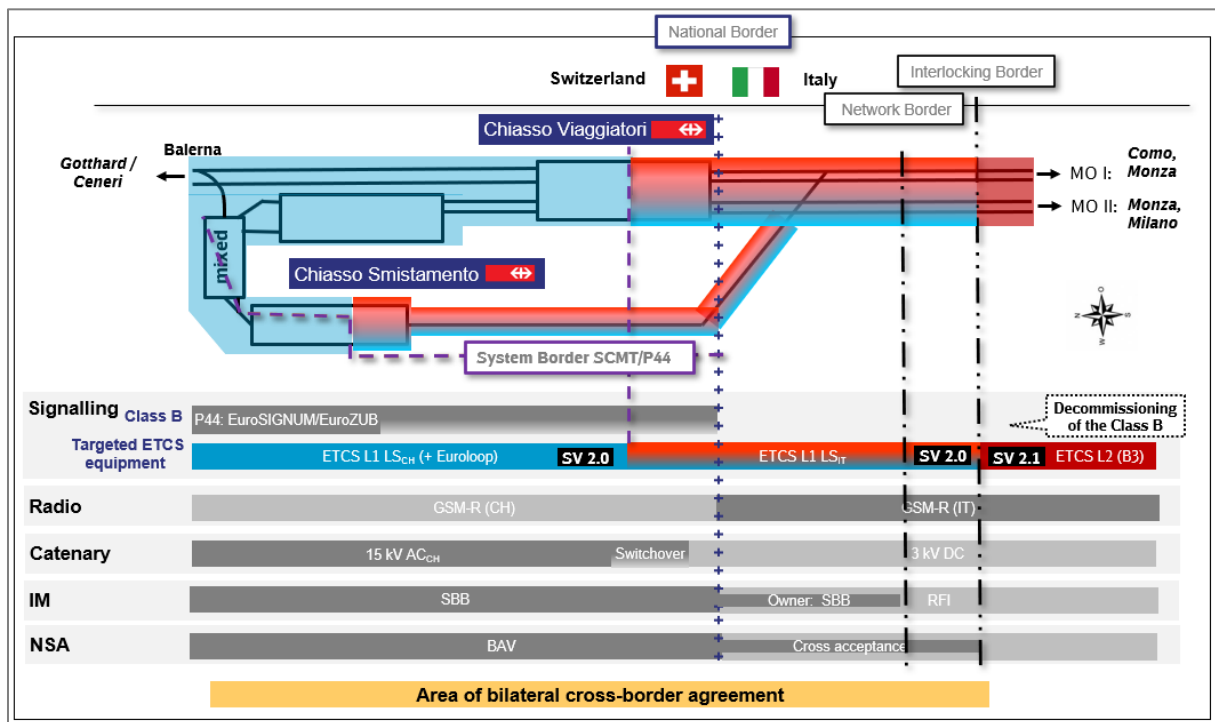 National Border
Switzerland
Italy
Interlocking Border
Network Border
Chiasso Viaggiatori
Gotthard /
Ceneri
Balerna
MO I:
Como,
Monza
MO II:
Monza,
Milano
mixed
Chiasso Smistamento
System Border SCMT/P44
N
O
S
W
Signalling
Class B
P44: EuroSIGNUM/EuroZUB
Decommissioning
of the Class B
Targeted ETCS
equipment
ETCS L1 LSCH (+ Euroloop)
SV 2.0
ETCS L1 LSIT
SV 2.0
SV 2.1
ETCS L2 (B3)
Radio
GSM-R (CH)
GSM-R (IT)
Catenary
15 kV ACCH
Switchover
3 kV DC
IM
SBB
Owner: SBB
RFI
NSA
BAV
Cross acceptance
Area of bilateral cross-border agreement